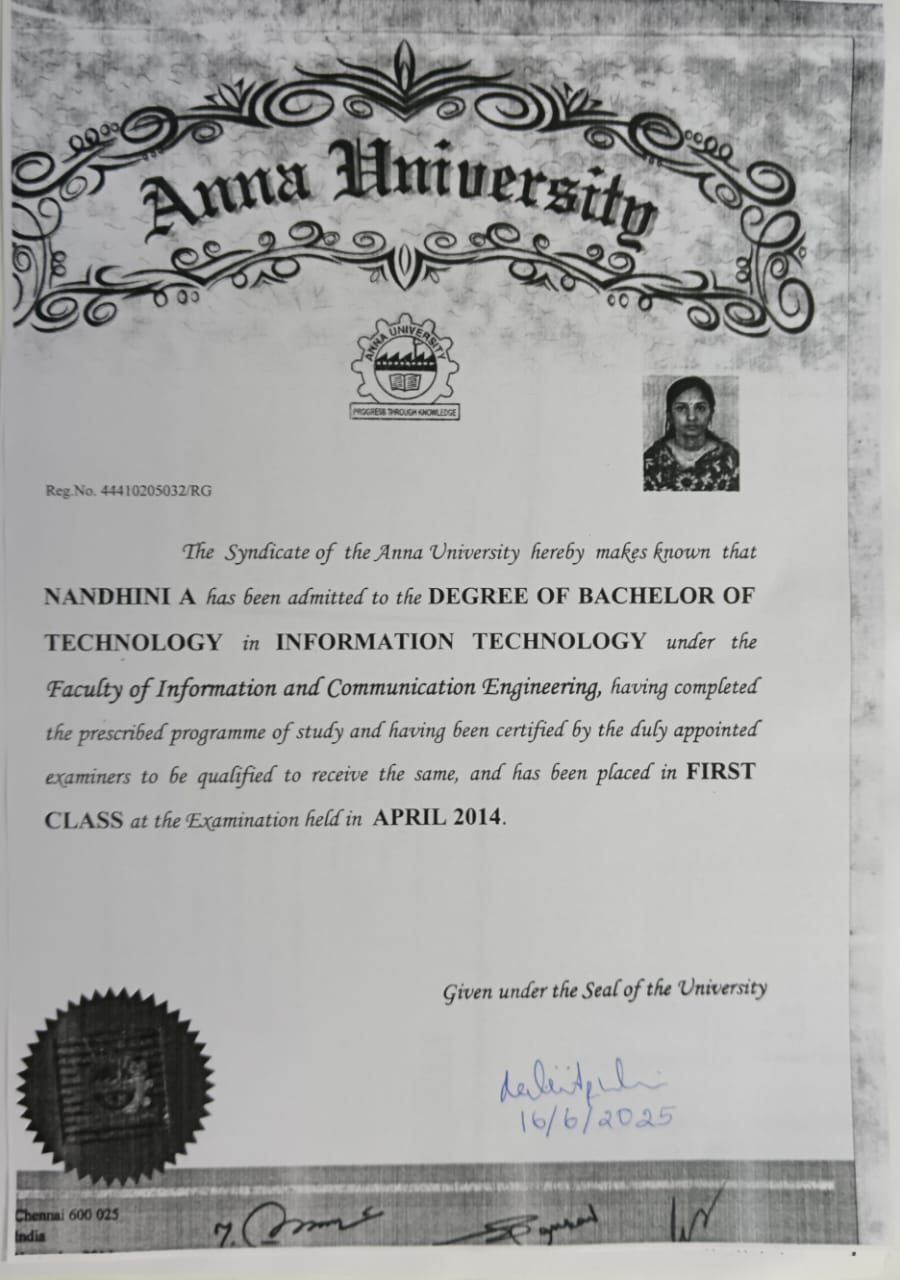 Anna University
ANNA UNIVERSITY
PROGRESS THROUGH KNOWLEDGE
Reg.No. 44410205032/RG
The Syndicate of the Anna University hereby makes known that
NANDHINI A has been admitted to the DEGREE OF BACHELOR OF
TECHNOLOGY in INFORMATION TECHNOLOGY under the
Faculty of Information and Communication Engineering, having completed
the prescribed programme of study and having been certified by the duly appointed
examiners to be qualified to receive the same, and has been placed in FIRST
CLASS at the Examination held in APRIL 2014.
Given under the Seal of the University
16/6/2025
Chennai 600 025
India